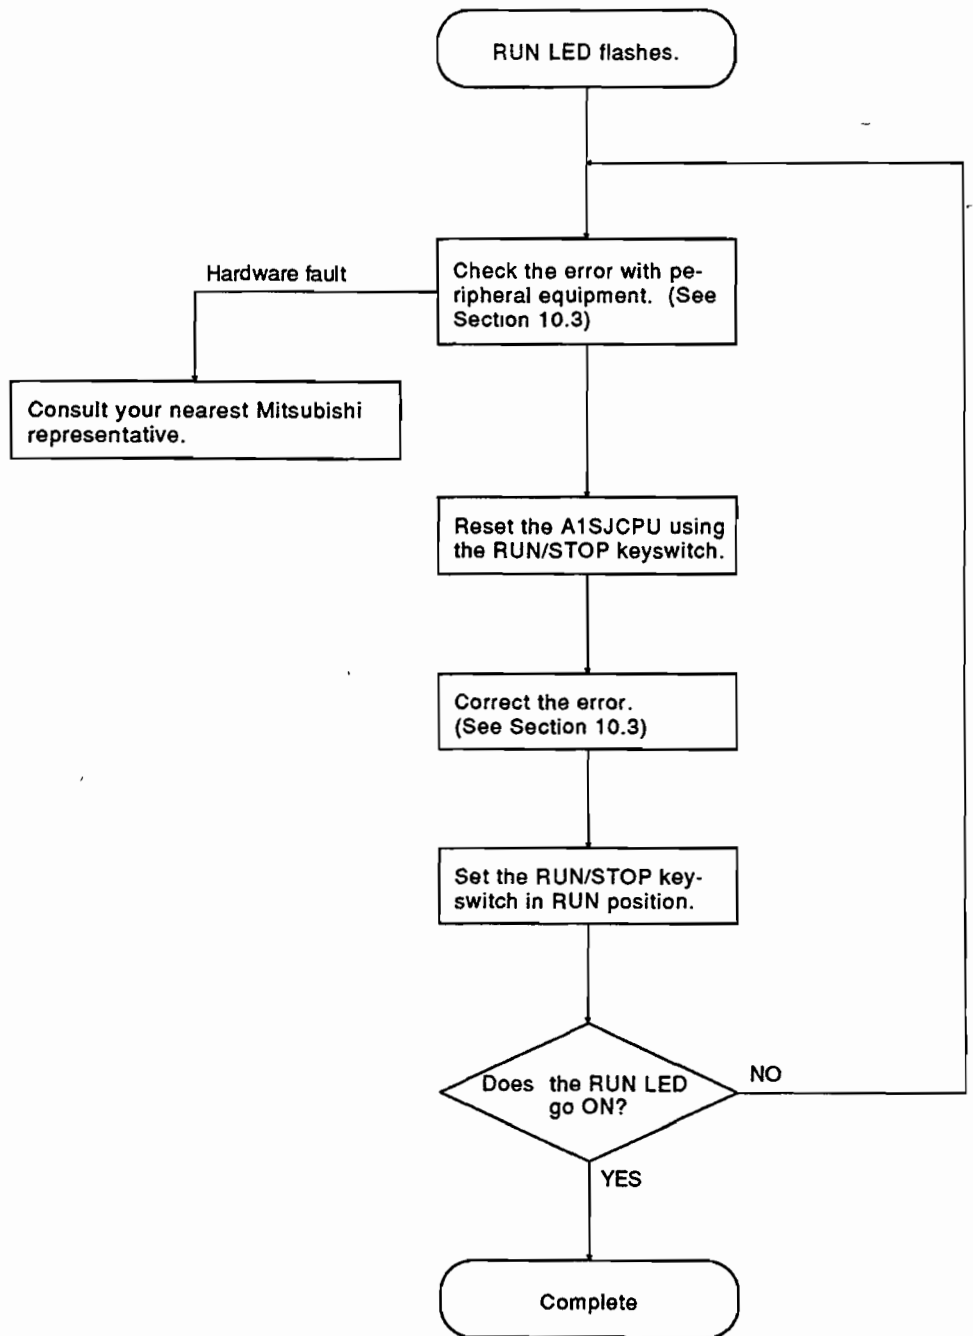 RUN LED flashes.
Hardware fault
Check the error with pe-
ripheral equipment. (See
Section 10.3)
Consult your nearest Mitsubishi
representative.
Reset the A1SJCPU using
the RUN/STOP keyswitch.
Correct the error.
(See Section 10.3)
Set the RUN/STOP key-
switch in RUN position.
Does the RUN LED
go ON?
NO
YES
Complete